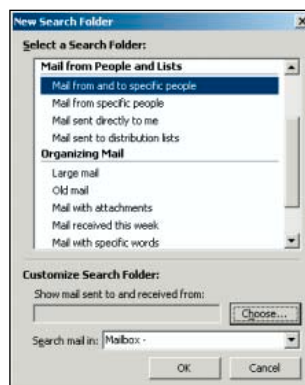 New Search Folder
Select a Search Folder:
Mail from People and Lists
Mail from and to specific people
Mail from specific people
Mail sent directly to me
Mail sent to distribution lists
Organizing Mail
Large mail
Old mail
Mail with attachments
Mail received this week
Mail with specific words
Customize Search Folder:
Show mail sent to and received from:
Choose...
Search mail in: Mailbox -
OK Cancel